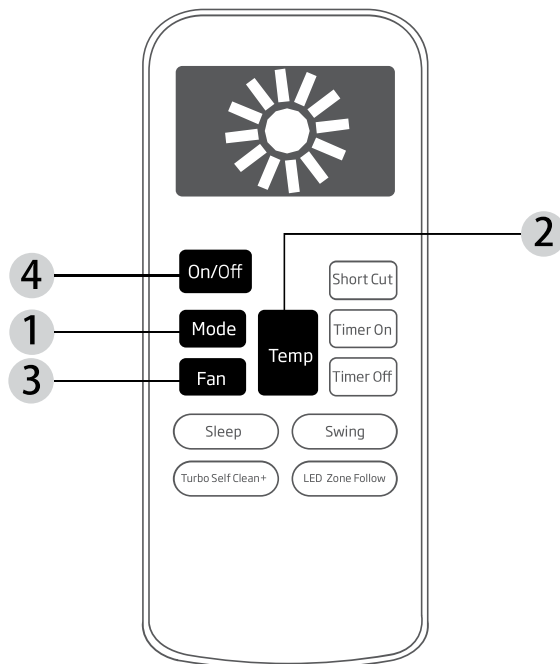 2
4
On/Off
Short Cut
1
Mode
Temp
Timer On
3
Fan
Timer Off
Sleep
Swing
Turbo Self Clean+
LED Zone Follow